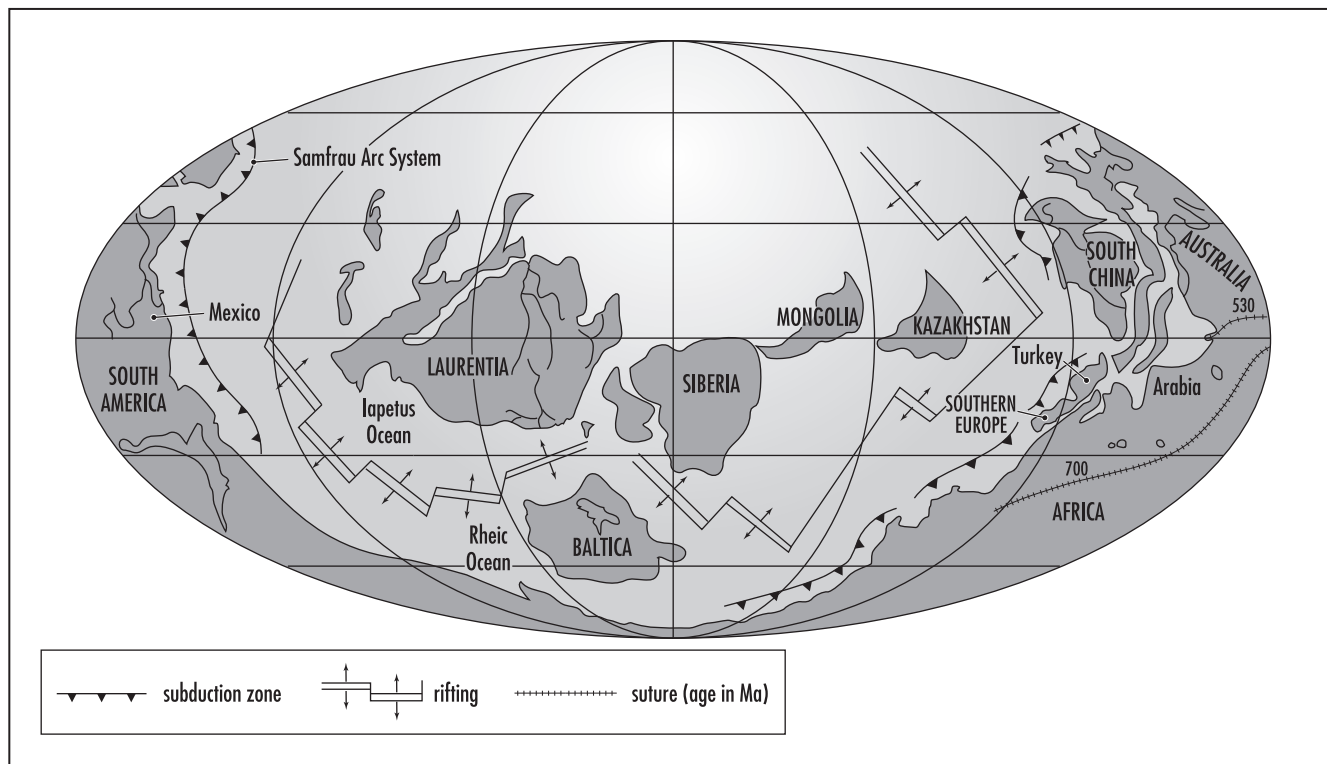 Samfrau Arc System
SOUTH
CHINA
AUSTRALIA
530
Mexico
MONGOLIA
KAZAKHSTAN
LAURENTIA
SIBERIA
Turkey
SOUTH
AMERICA
Arabia
Iapetus
Ocean
SOUTHERN
EUROPE
700
AFRICA
Rheic
Ocean
BALTICA
subduction zone
rifting
suture (age in Ma)